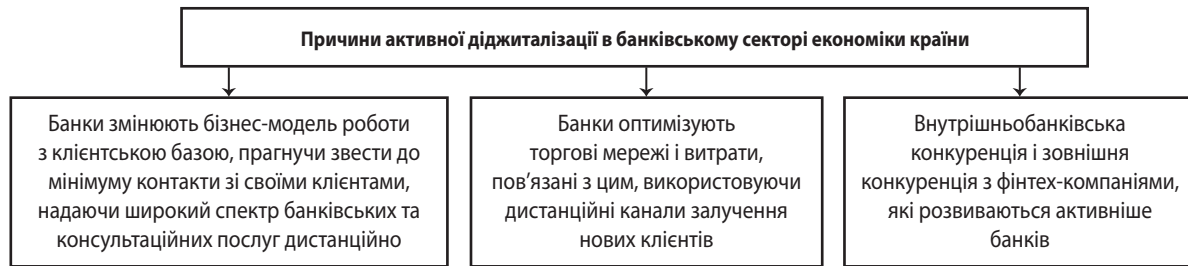 Причини активної діджиталізації в банківському секторі економіки країни
Банки змінюють бізнес-модель роботи
з клієнтською базою, прагнучи звести до
мінімуму контакти зі своїми клієнтами,
надаючи широкий спектр банківських та
консультаційних послуг дистанційно
Банки оптимізують
торгові мережі і витрати,
пов’язані з цим, використовуючи
дистанційні канали залучення
нових клієнтів
Внутрішньобанківська
конкуренція і зовнішня
конкуренція з фінтех-компаніями,
які розвиваються активніше
банків